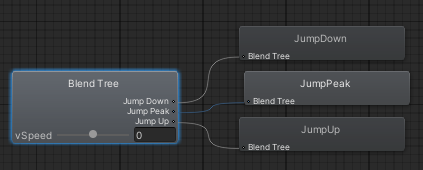 JumpDown
Blend Tree
Blend Tree
JumpPeak
Jump Down
Blend Tree
Jump Peak
Jump Up
JumpUp
vSpeed
0
Blend Tree